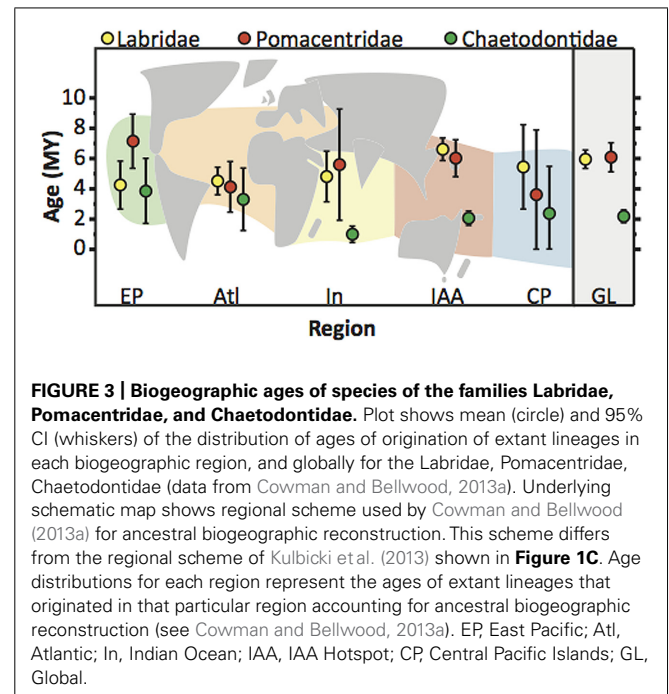 Labridae Pomacentridae Chaetodontidae
10
8
6
4
2
0
Age (MY)
EP Atl In IAA CP GL
Region
FIGURE 3 | Biogeographic ages of species of the families Labridae,
Pomacentridae, and Chaetodontidae. Plot shows mean (circle) and 95%
CI (whiskers) of the distribution of ages of origination of extant lineages in
each biogeographic region, and globally for the Labridae, Pomacentridae,
Chaetodontidae (data from Cowman and Bellwood, 2013a). Underlying
schematic map shows regional scheme used by Cowman and Bellwood
(2013a) for ancestral biogeographic reconstruction. This scheme differs
from the regional scheme of Kulbicki et al. (2013) shown in Figure 1C. Age
distributions for each region represent the ages of extant lineages that
originated in that particular region accounting for ancestral biogeographic
reconstruction (see Cowman and Bellwood, 2013a). EP, East Pacific; Atl,
Atlantic; In, Indian Ocean; IAA, IAA Hotspot; CP, Central Pacific Islands; GL,
Global.